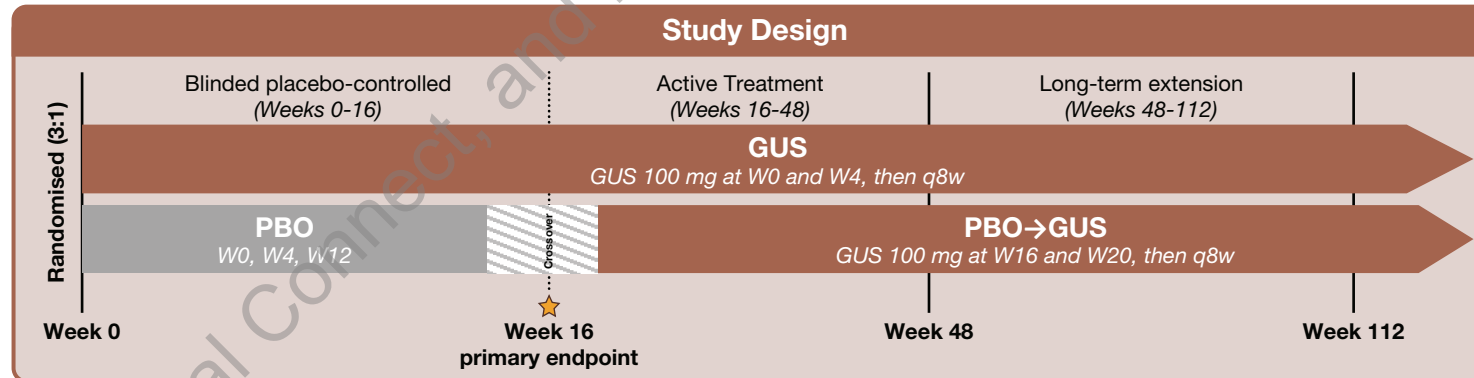 Study Design
Randomised (3:1)
Blinded placebo-controlled
(Weeks 0-16)
Active Treatment
(Weeks 16-48)
Long-term extension
(Weeks 48-112)
GUS
GUS 100 mg at W0 and W4, then q8w
PBO
W0, W4, W12
Crossover
PBO→GUS
GUS 100 mg at W16 and W20, then q8w
Week 0
Week 16
primary endpoint
Week 48
Week 112
al Connect, and